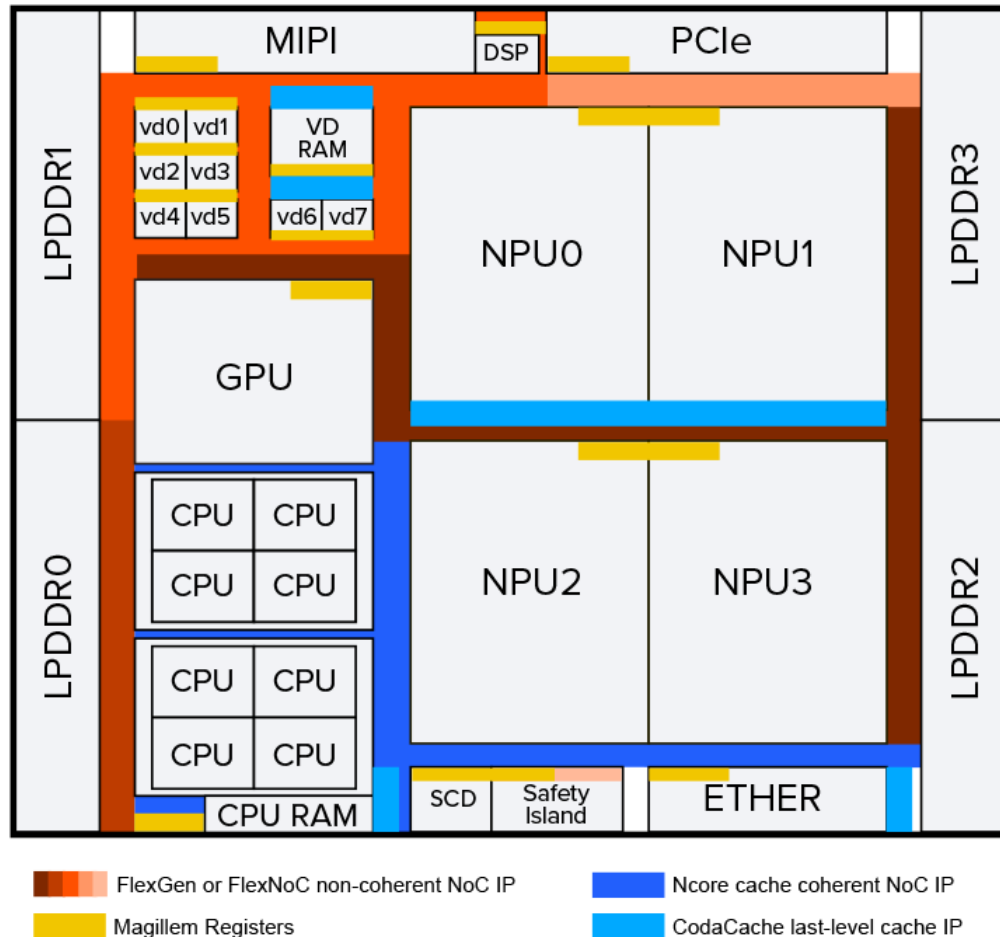 MIPI
DSP
PCIe
LPDDR1
vd0 vd1
vd2 vd3
vd4 vd5
VD
RAM
vd6 vd7
NPU0
NPU1
LPDDR3
GPU
LPDDR0
CPU CPU
CPU CPU
CPU CPU
CPU CPU
CPU RAM
NPU2
NPU3
LPDDR2
SCD
Safety
Island
ETHER
FlexGen or FlexNoC non-coherent NoC IP
Ncore cache coherent NoC IP
Magillem Registers
CodaCache last-level cache IP